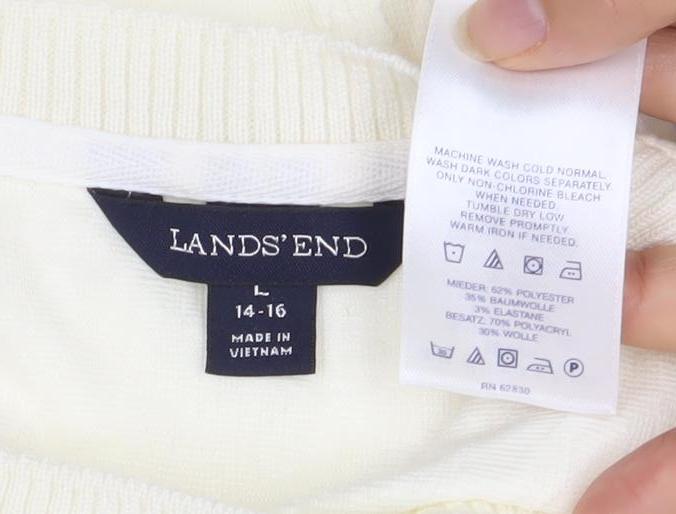 LANDS' END
L
14-16
MADE IN
VIETNAM
MACHINE WASH COLD NORMAL.
WASH DARK COLORS SEPARATELY.
ONLY NON-CHLORINE BLEACH
WHEN NEEDED.
TUMBLE DRY LOW
REMOVE PROMPTLY.
WARM IRON IF NEEDED.
MIEDER: 62% POLYESTER
35% BAUMWOLLE
3% ELASTANE
BESATZ: 70% POLYACRYL
30% WOLLE
P
RN 62830